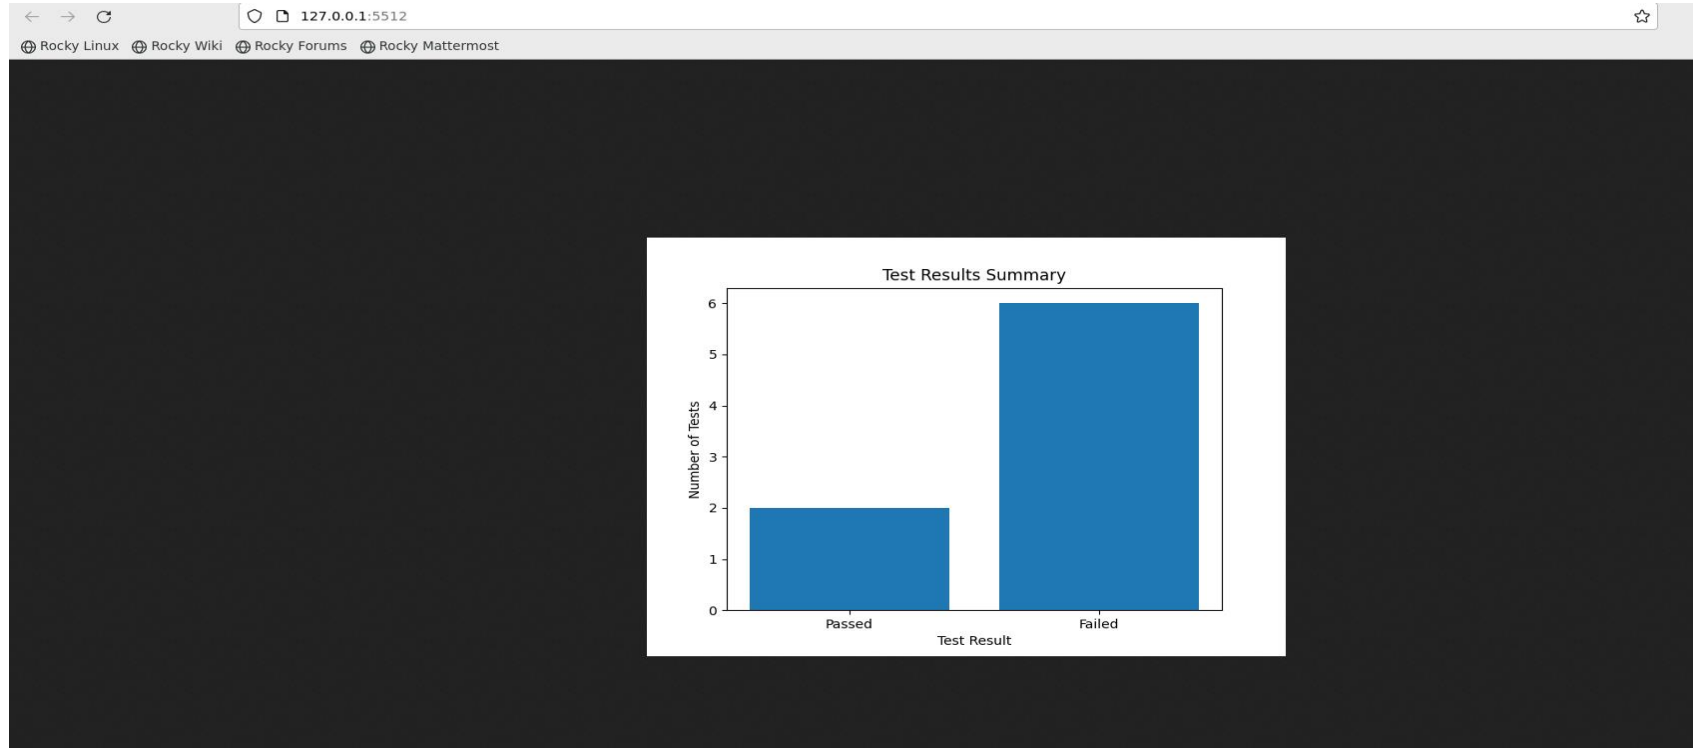 127.0.0.1:5512
Rocky Linux Rocky Wiki Rocky Forums Rocky Mattermost
Test Results Summary
6
5
4
3
2
1
0
Number of Tests
Passed Failed
Test Result